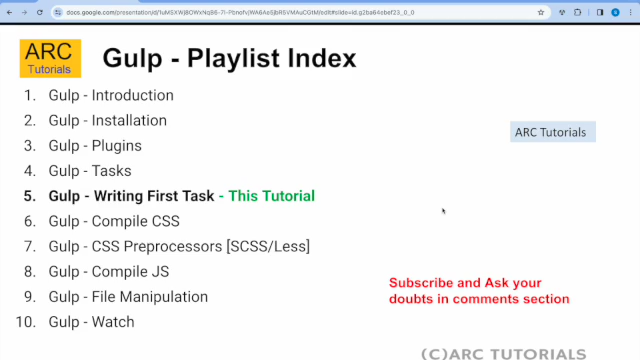 ARC
Tutorials
Gulp - Playlist Index
1. Gulp - Introduction
2. Gulp - Installation
3. Gulp - Plugins
4. Gulp - Tasks
5. Gulp - Writing First Task - This Tutorial
6. Gulp - Compile CSS
7. Gulp - CSS Preprocessors [SCSS/Less]
8. Gulp - Compile JS
9. Gulp - File Manipulation
10. Gulp - Watch
ARC Tutorials
Subscribe and Ask your
doubts in comments section
(C)ARC TUTORIALS